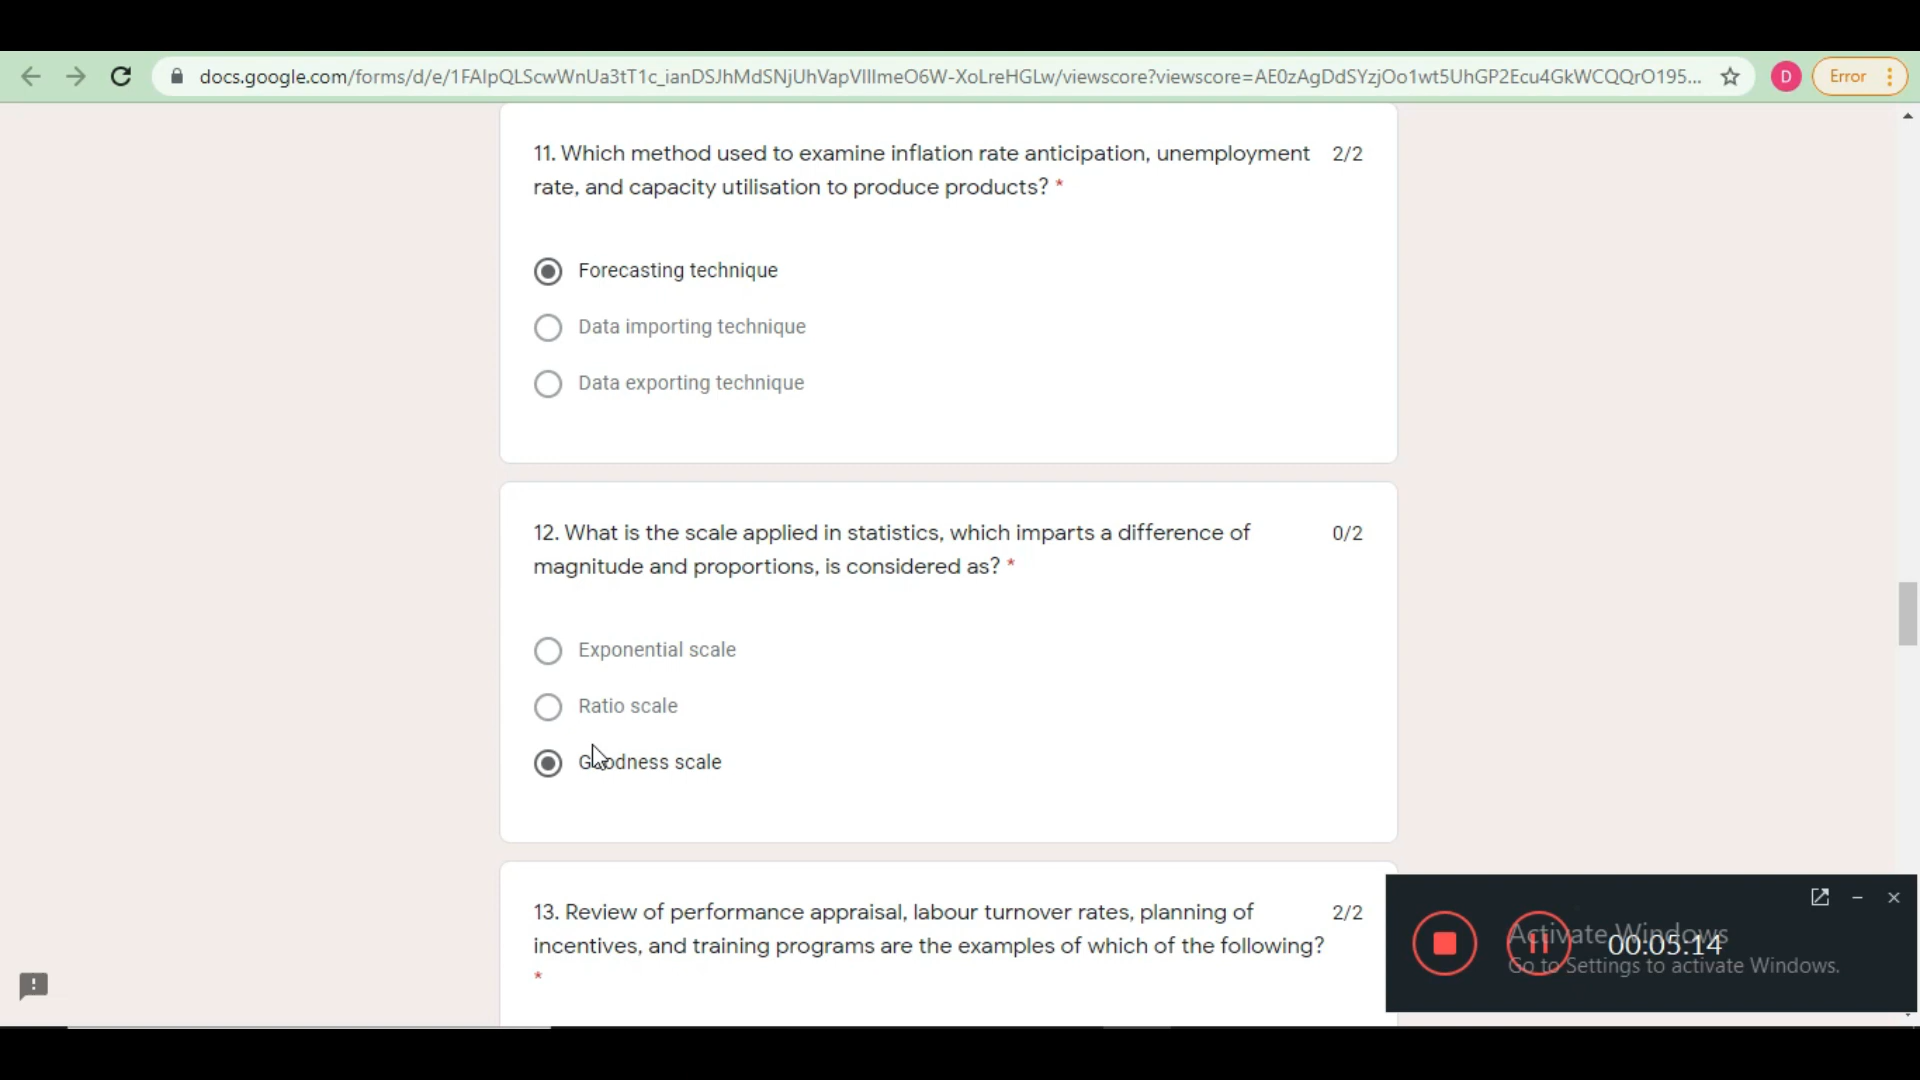 docs.google.com/forms/d/e/1FAIpQLScwWnUa3tT1c_ianDSJhMdSNjUhVapVIIImeO6W-XoLreHGLw/viewscore?viewscore=AE0zAgDdSYzjOo1wt5UhGP2Ecu4GkWCQQrO195...
D
Error
11. Which method used to examine inflation rate anticipation, unemployment 2/2
rate, and capacity utilisation to produce products? *
Forecasting technique
Data importing technique
Data exporting technique
12. What is the scale applied in statistics, which imparts a difference of 0/2
magnitude and proportions, is considered as? *
Exponential scale
Ratio scale
Goodness scale
13. Review of performance appraisal, labour turnover rates, planning of 2/2
incentives, and training programs are the examples of which of the following?
*
Activate Windows
00:05:14
Go to Settings to activate Windows.